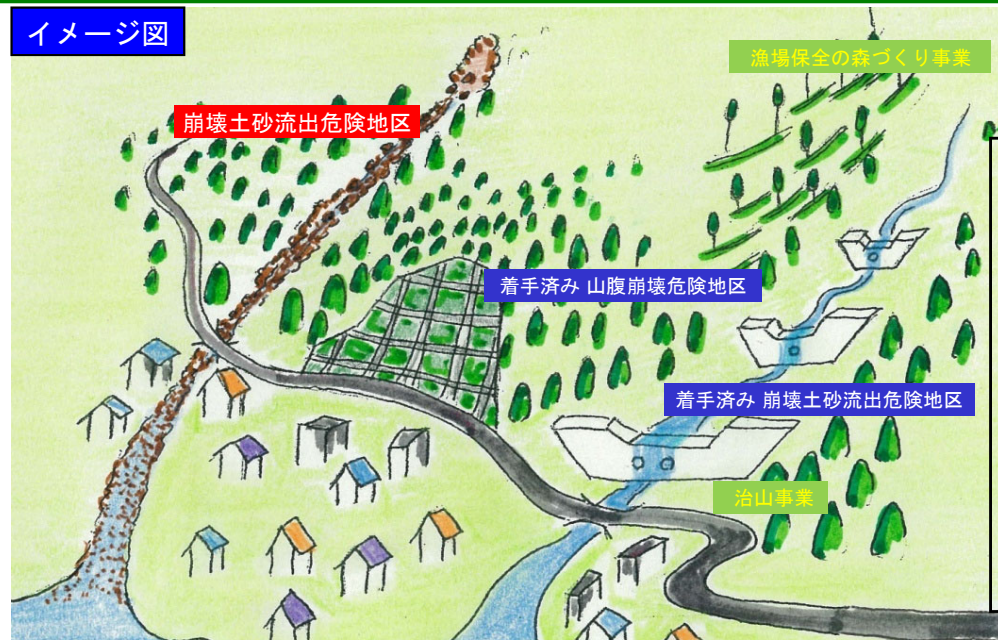 イメージ図
漁場保全の森づくり事業
崩壊土砂流出危険地区
着手済み 山腹崩壊危険地区
着手済み 崩壊土砂流出危険地区
治山事業